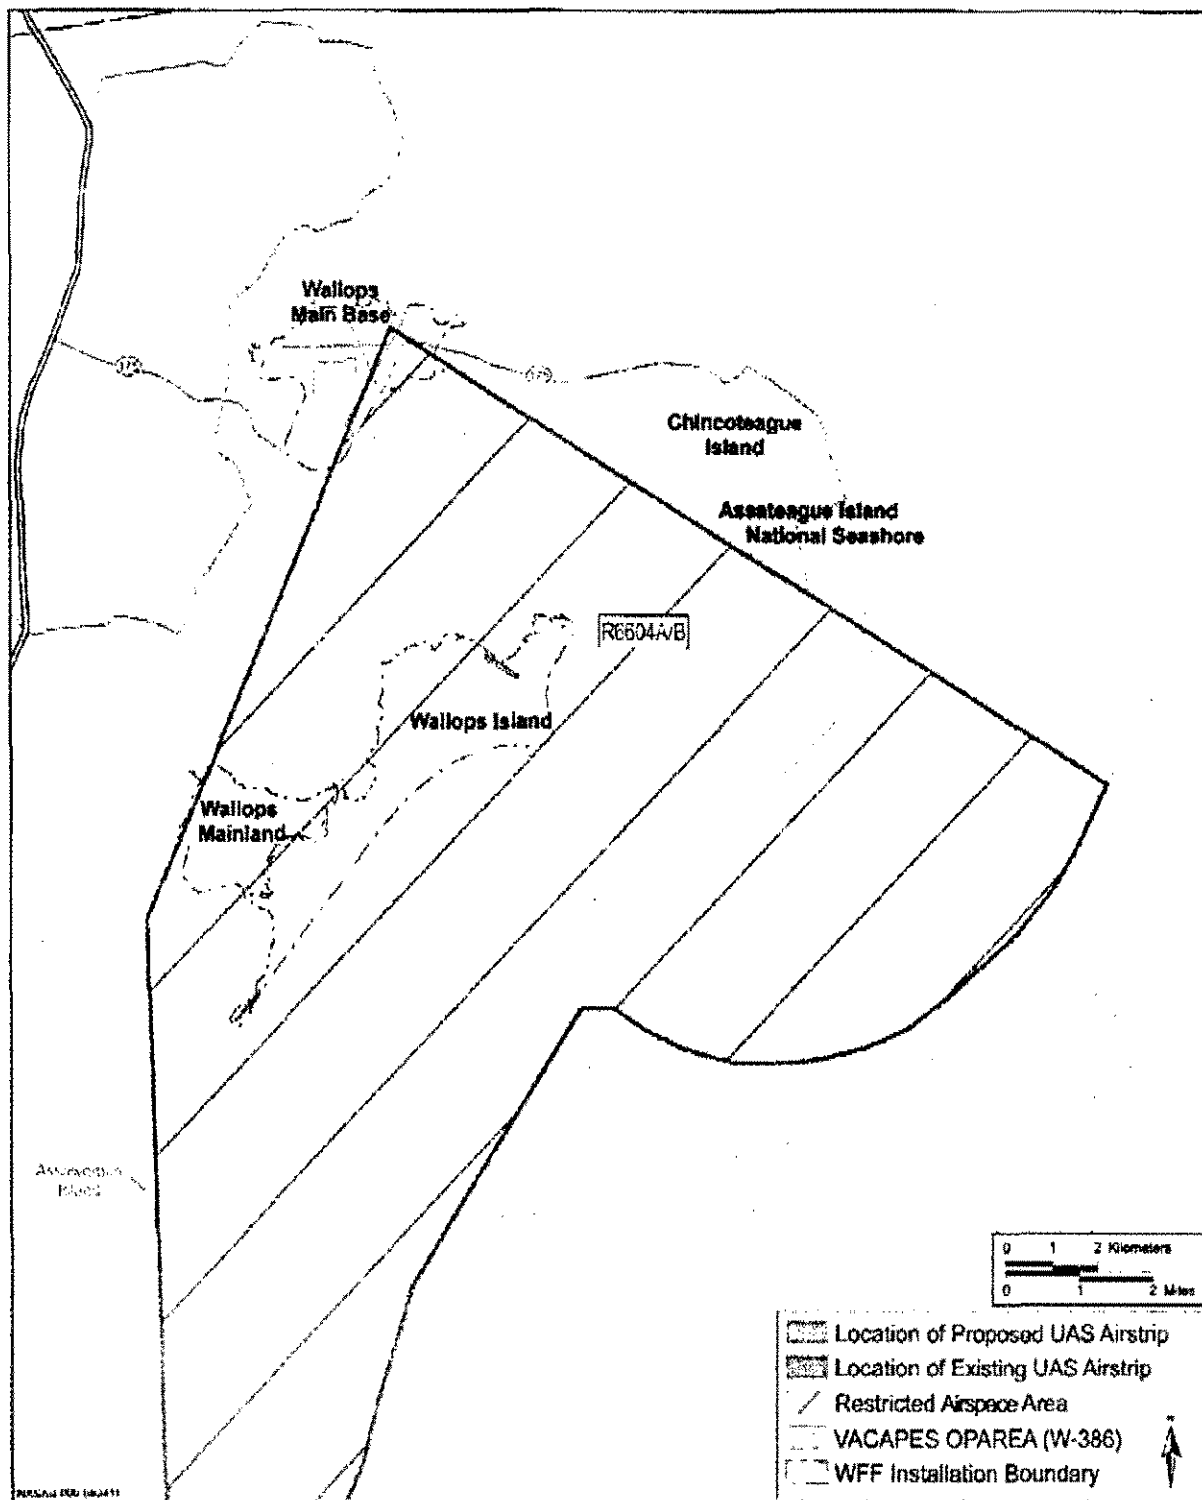 Wallops
Main Base
175
175
Chincoteague
Island
Assateague Island
National Seashore
R6604A/B
Wallops Island
Wallops
Mainland
Island
0 1 2 Kilometers
0 1 2 Miles
Location of Proposed UAS Airstrip
Location of Existing UAS Airstrip
Restricted Airspace Area
VACAPES OPAREA (W-386)
WFF Installation Boundary
N